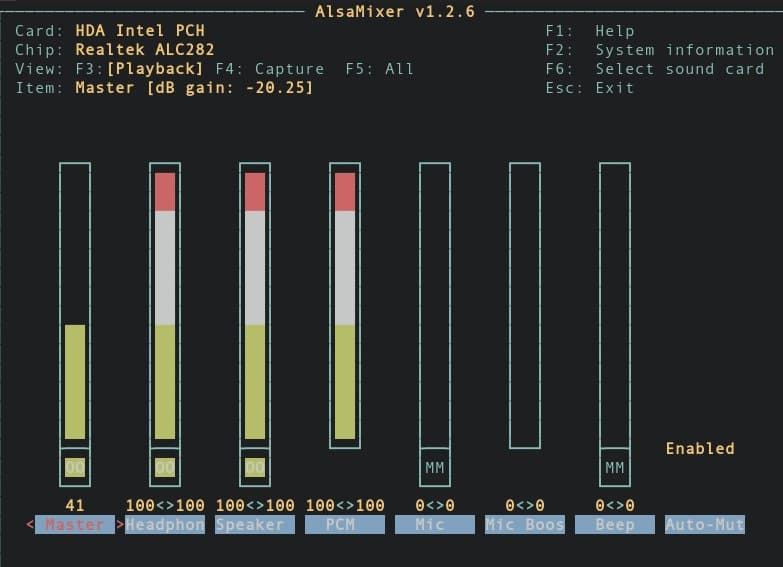 AlsaMixer v1.2.6
Card: HDA Intel PCH F1: Help
Chip: Realtek ALC282 F2: System information
View: F3:[Playback] F4: Capture F5: All F6: Select sound card
Item: Master [dB gain: -20.25] Esc: Exit
Enabled
OO OO OO MM MM
41 100<>100 100<>100 100<>100 0<>0 0<>0 0<>0
< Master >Headphon Speaker PCM Mic Mic Boos Beep Auto-Mut